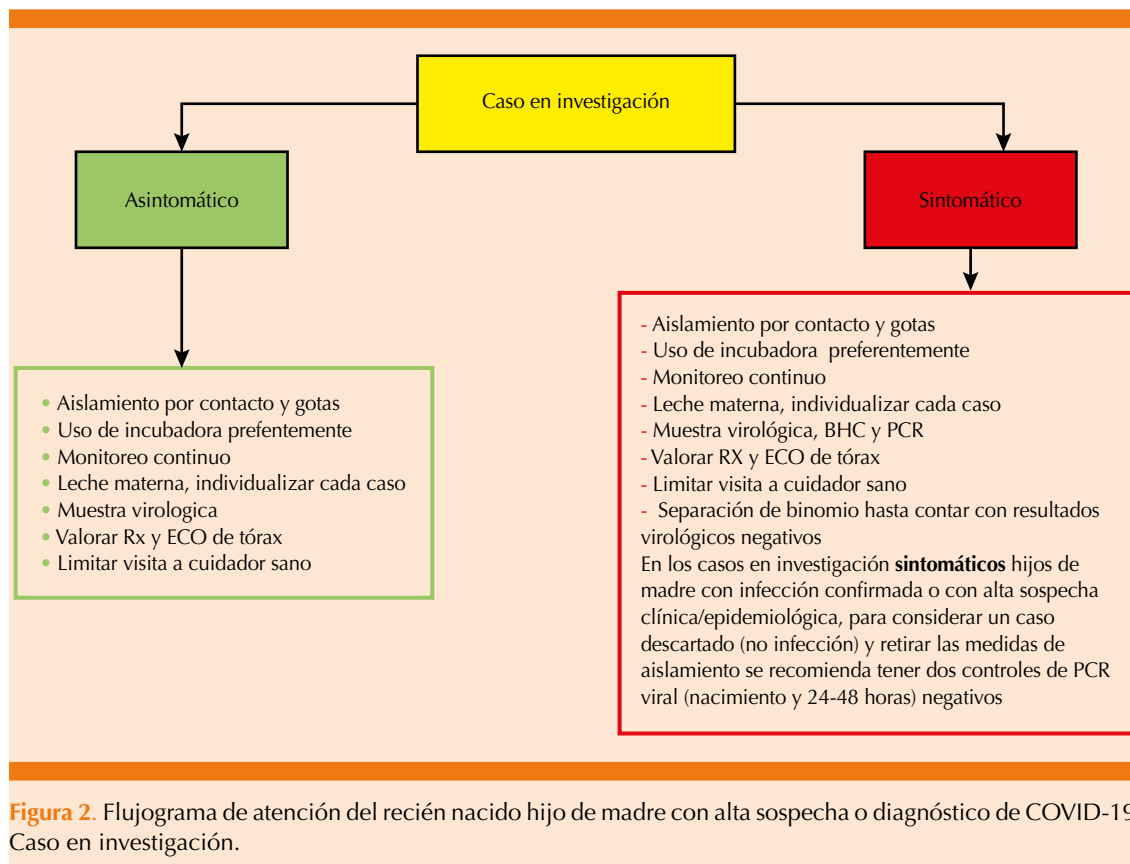 Caso en investigación
Asintomático
Sintomático
• Aislamiento por contacto y gotas
• Uso de incubadora prefentemente
• Monitoreo continuo
• Leche materna, individualizar cada caso
• Muestra virologica
• Valorar Rx y ECO de tórax
• Limitar visita a cuidador sano
- Aislamiento por contacto y gotas
- Uso de incubadora preferentemente
- Monitoreo continuo
- Leche materna, individualizar cada caso
- Muestra virológica, BHC y PCR
- Valorar RX y ECO de tórax
- Limitar visita a cuidador sano
- Separación de binomio hasta contar con resultados
virológicos negativos
En los casos en investigación sintomáticos hijos de
madre con infección confirmada o con alta sospecha
clínica/epidemiológica, para considerar un caso
descartado (no infección) y retirar las medidas de
aislamiento se recomienda tener dos controles de PCR
viral (nacimiento y 24-48 horas) negativos
Figura 2. Flujograma de atención del recién nacido hijo de madre con alta sospecha o diagnóstico de COVID-19
Caso en investigación.